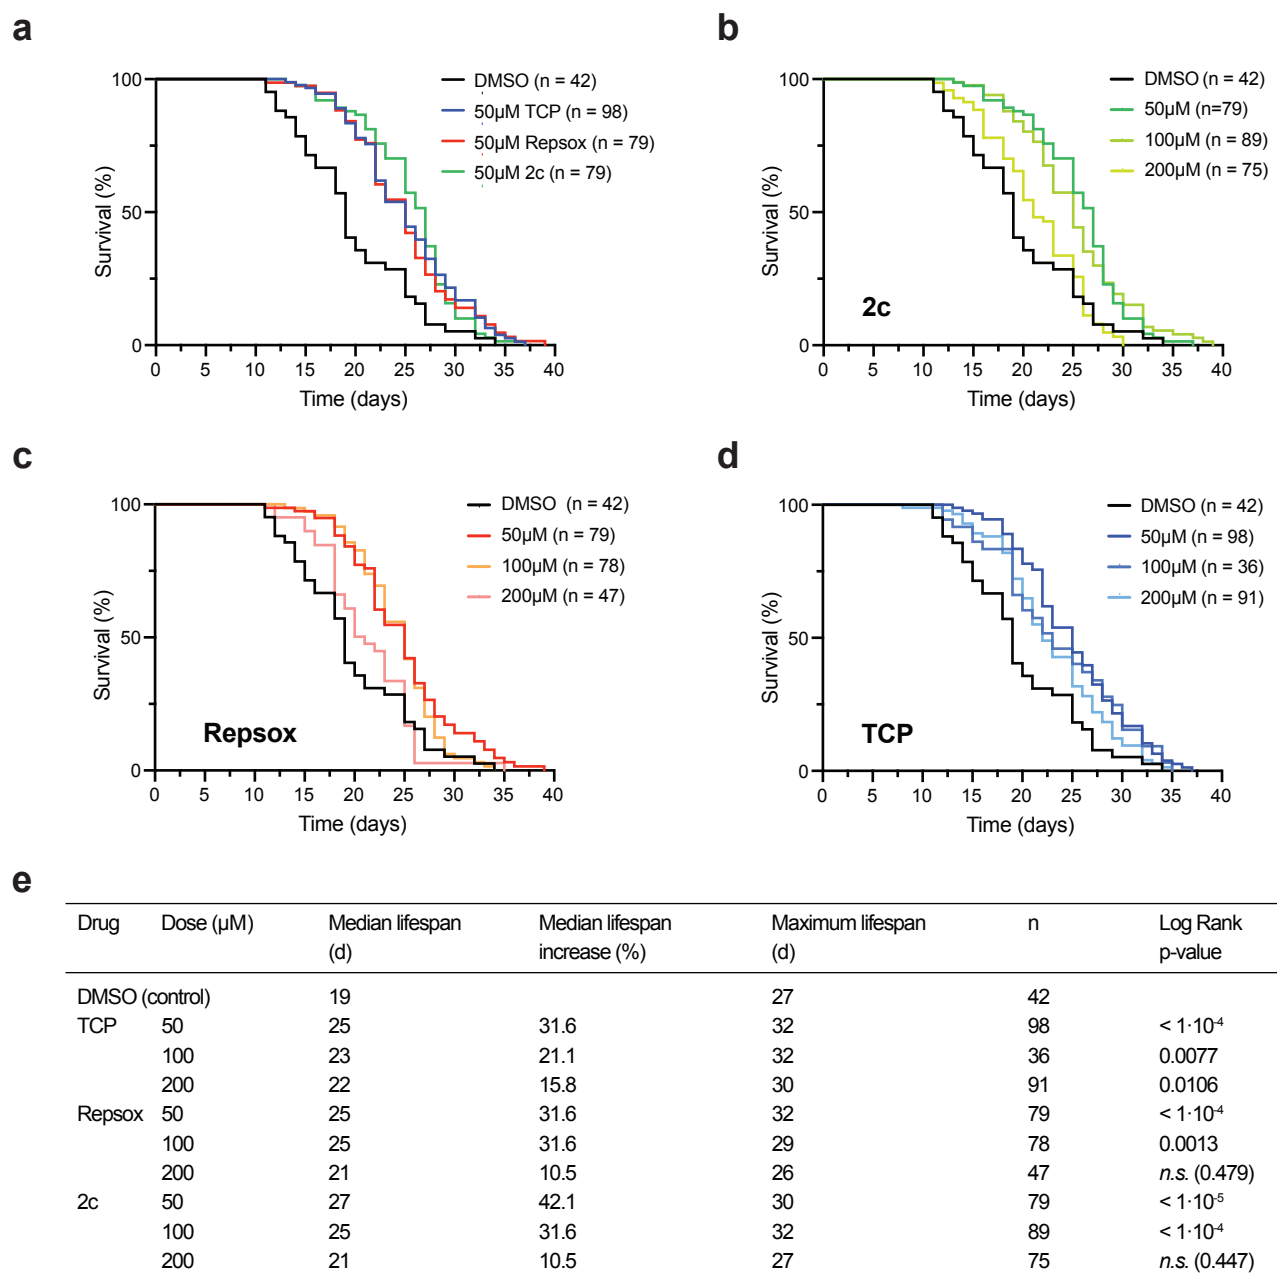 a
100
50
0
0 5 10 15 20 25 30 35 40
Survival (%)
Time (days)
DMSO (n = 42)
50µM TCP (n = 98)
50µM Repsox (n = 79)
50µM 2c (n = 79)
b
100
50
0
0 5 10 15 20 25 30 35 40
Survival (%)
Time (days)
DMSO (n = 42)
50µM (n=79)
100µM (n = 89)
200µM (n = 75)
2c
c
100
50
0
0 5 10 15 20 25 30 35 40
Survival (%)
Time (days)
DMSO (n = 42)
50µM (n = 79)
100µM (n = 78)
200µM (n = 47)
Repsox
d
100
50
0
0 5 10 15 20 25 30 35 40
Survival (%)
Time (days)
DMSO (n = 42)
50µM (n = 98)
100µM (n = 36)
200µM (n = 91)
TCP
e
Drug Dose (µM) Median lifespan (d) Median lifespan increase (%) Maximum lifespan (d) n Log Rank p-value
DMSO (control) 19 27 42
TCP 50 25 31.6 32 98 < 1·10⁻⁴
100 23 21.1 32 36 0.0077
200 22 15.8 30 91 0.0106
Repsox 50 25 31.6 32 79 < 1·10⁻⁴
100 25 31.6 29 78 0.0013
200 21 10.5 26 47 n.s. (0.479)
2c 50 27 42.1 30 79 < 1·10⁻⁵
100 25 31.6 32 89 < 1·10⁻⁴
200 21 10.5 27 75 n.s. (0.447)